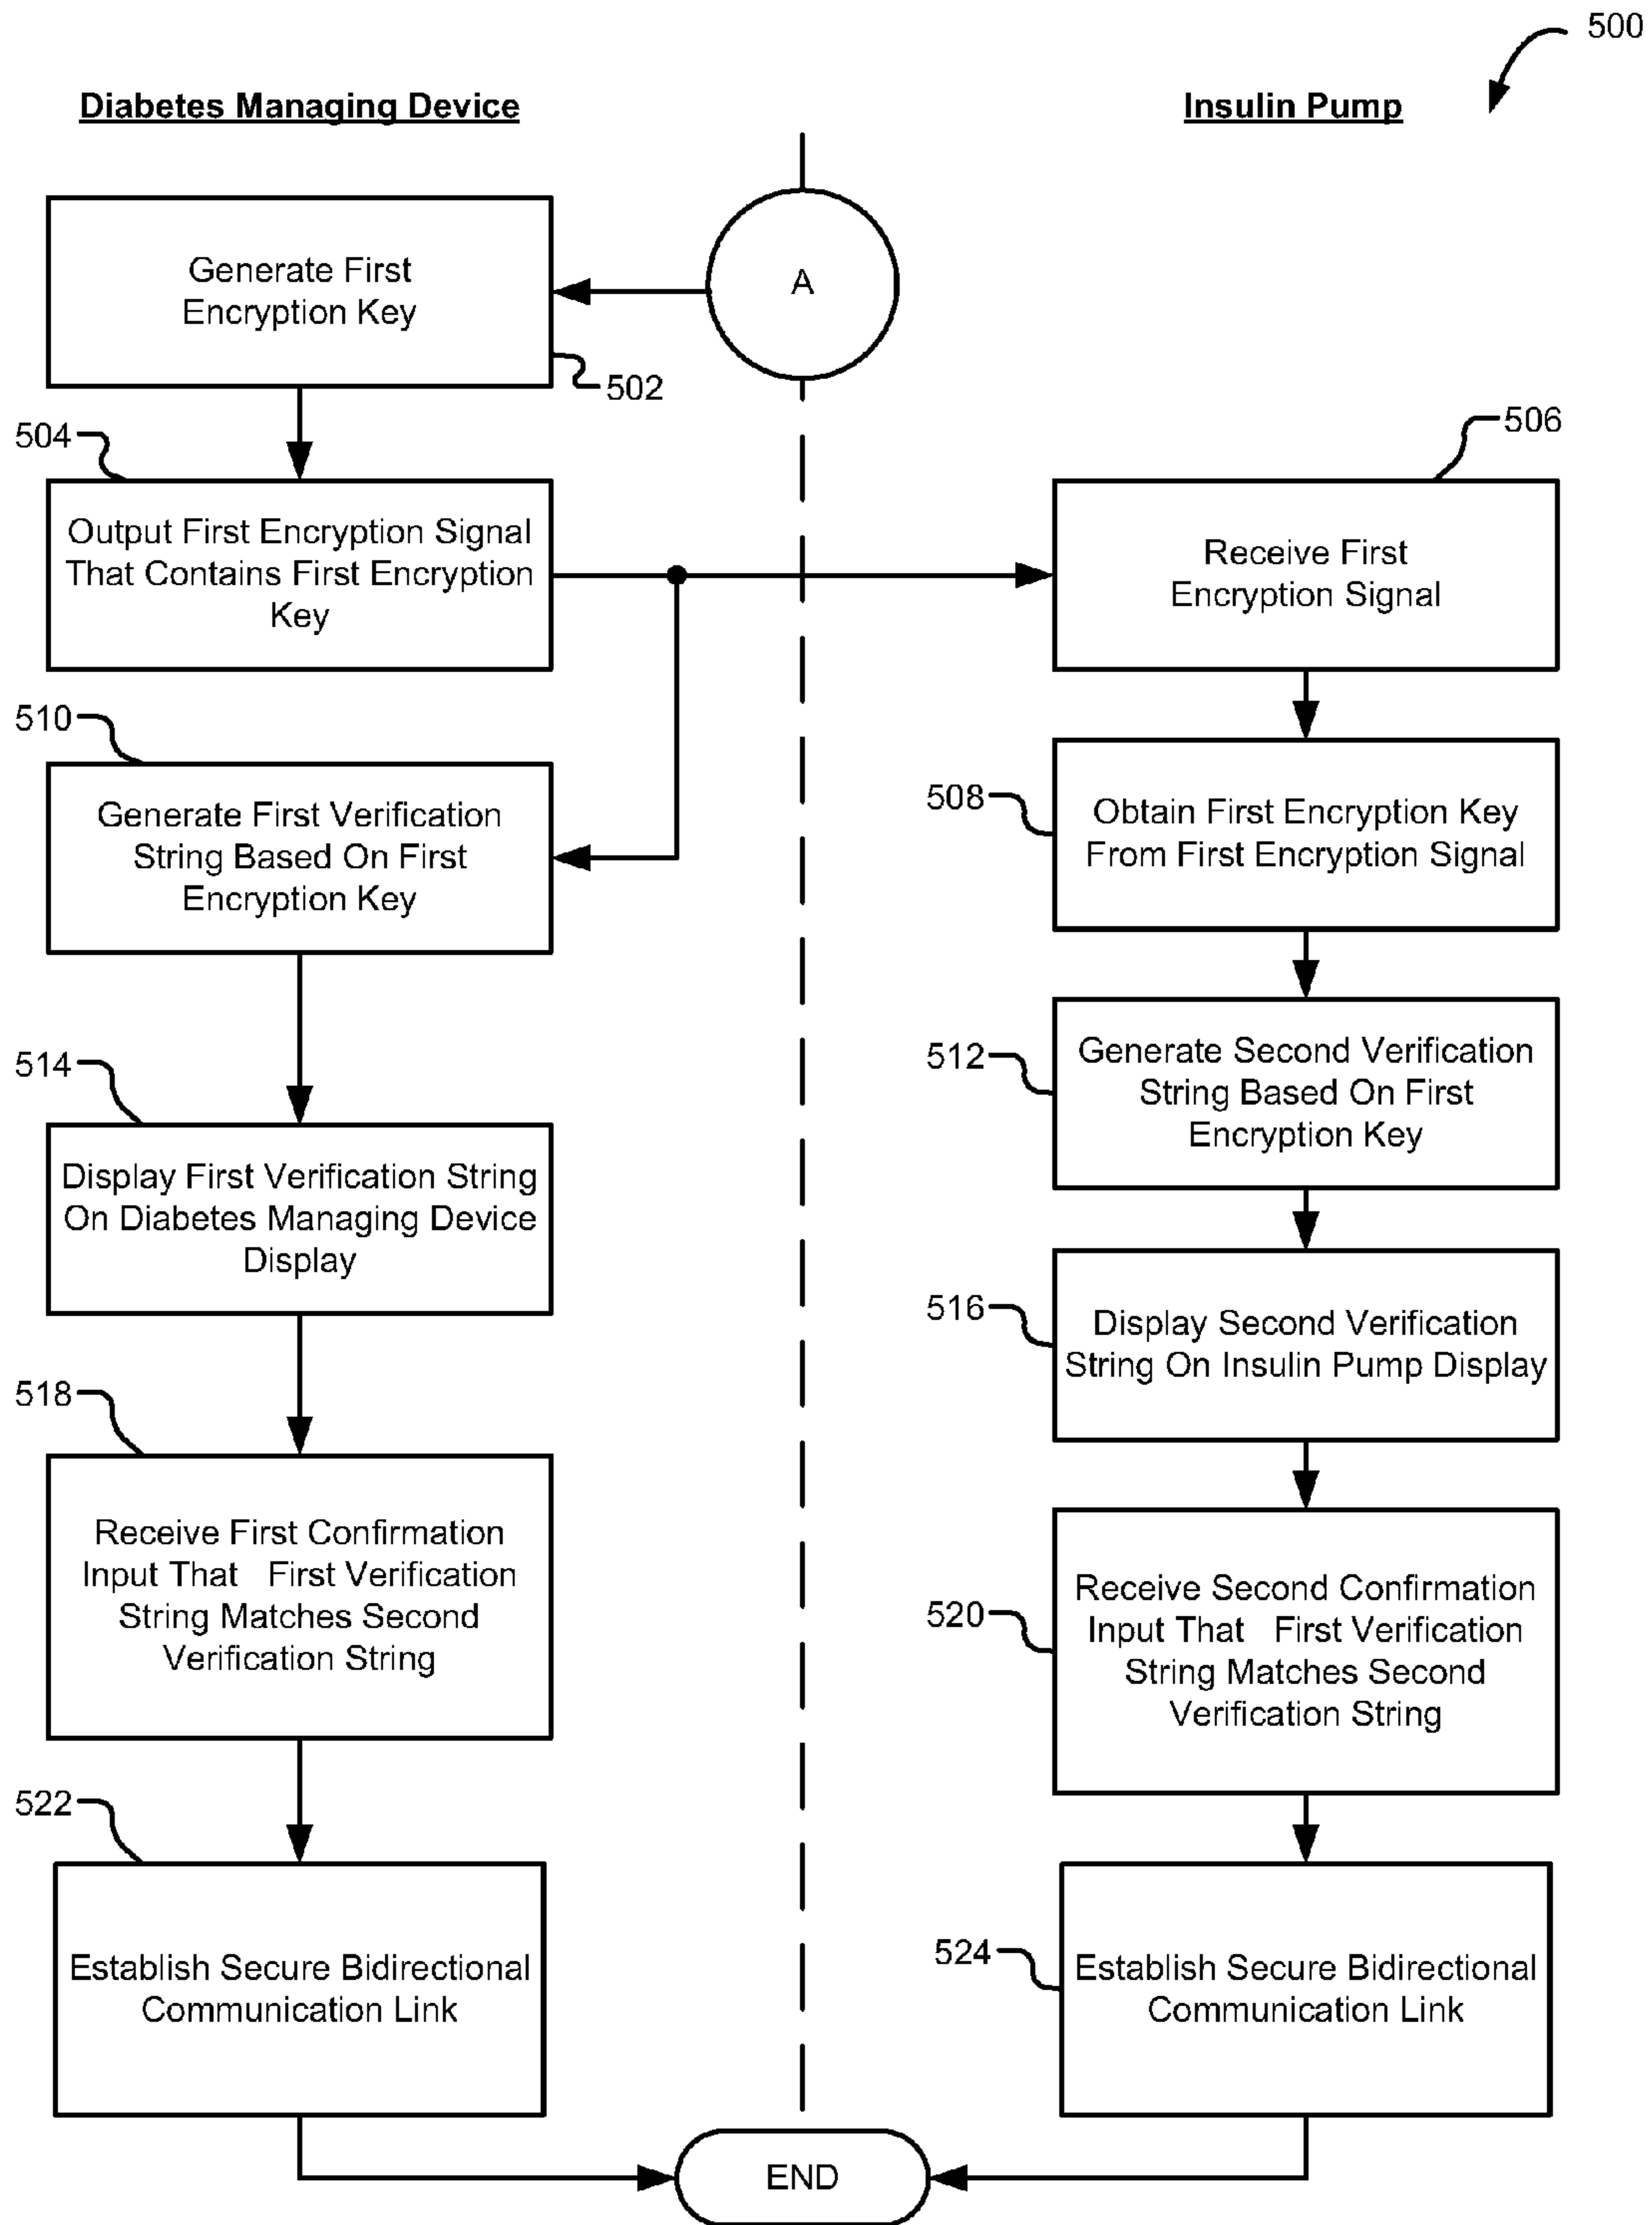 500
Diabetes Managing Device
Insulin Pump
A
Generate First
Encryption Key
502
504
Output First Encryption Signal
That Contains First Encryption
Key
506
Receive First
Encryption Signal
510
Generate First Verification
String Based On First
Encryption Key
508
Obtain First Encryption Key
From First Encryption Signal
512
Generate Second Verification
String Based On First
Encryption Key
514
Display First Verification String
On Diabetes Managing Device
Display
516
Display Second Verification
String On Insulin Pump Display
518
Receive First Confirmation
Input That First Verification
String Matches Second
Verification String
520
Receive Second Confirmation
Input That First Verification
String Matches Second
Verification String
522
Establish Secure Bidirectional
Communication Link
524
Establish Secure Bidirectional
Communication Link
END